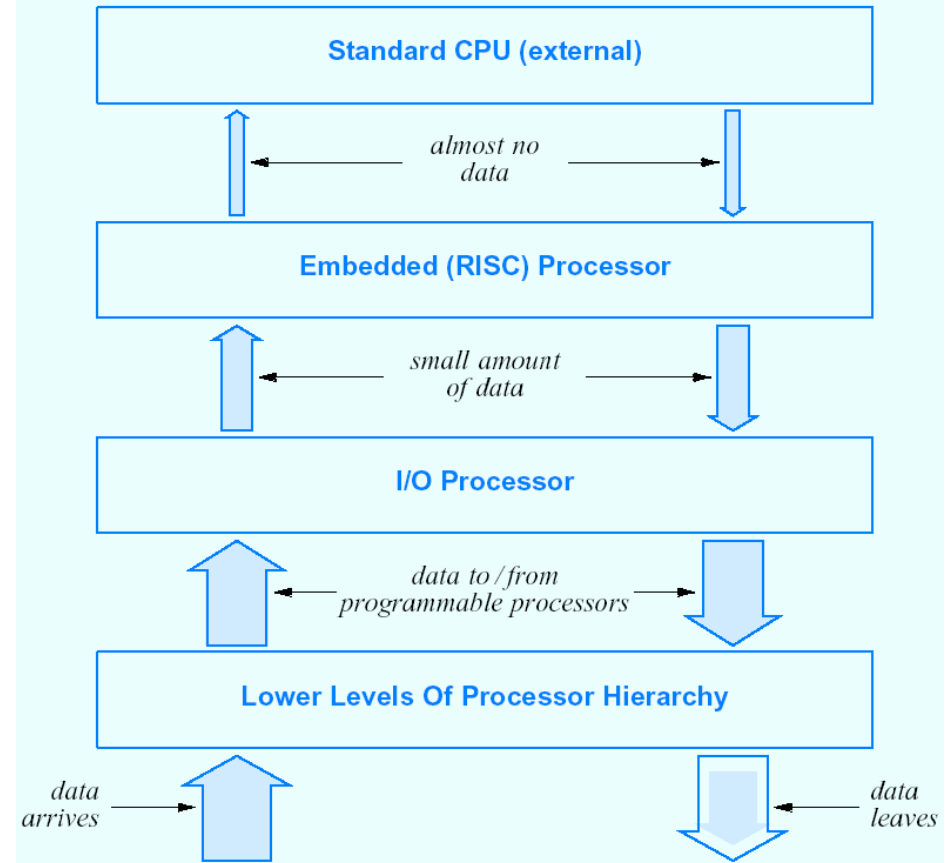 Standard CPU (external)
almost no
data
Embedded (RISC) Processor
small amount
of data
I/O Processor
data to/from
programmable processors
Lower Levels Of Processor Hierarchy
data
arrives
data
leaves